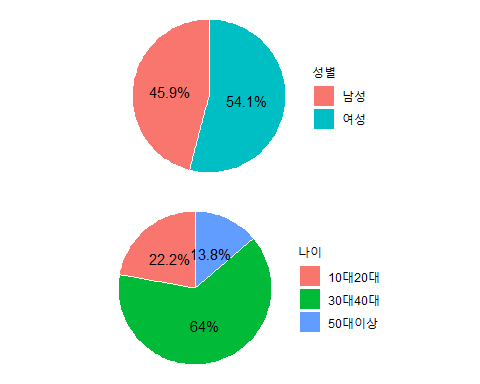 45.9%
54.1%
성별
남성
여성
22.2%
13.8%
64%
나이
10대20대
30대40대
50대이상